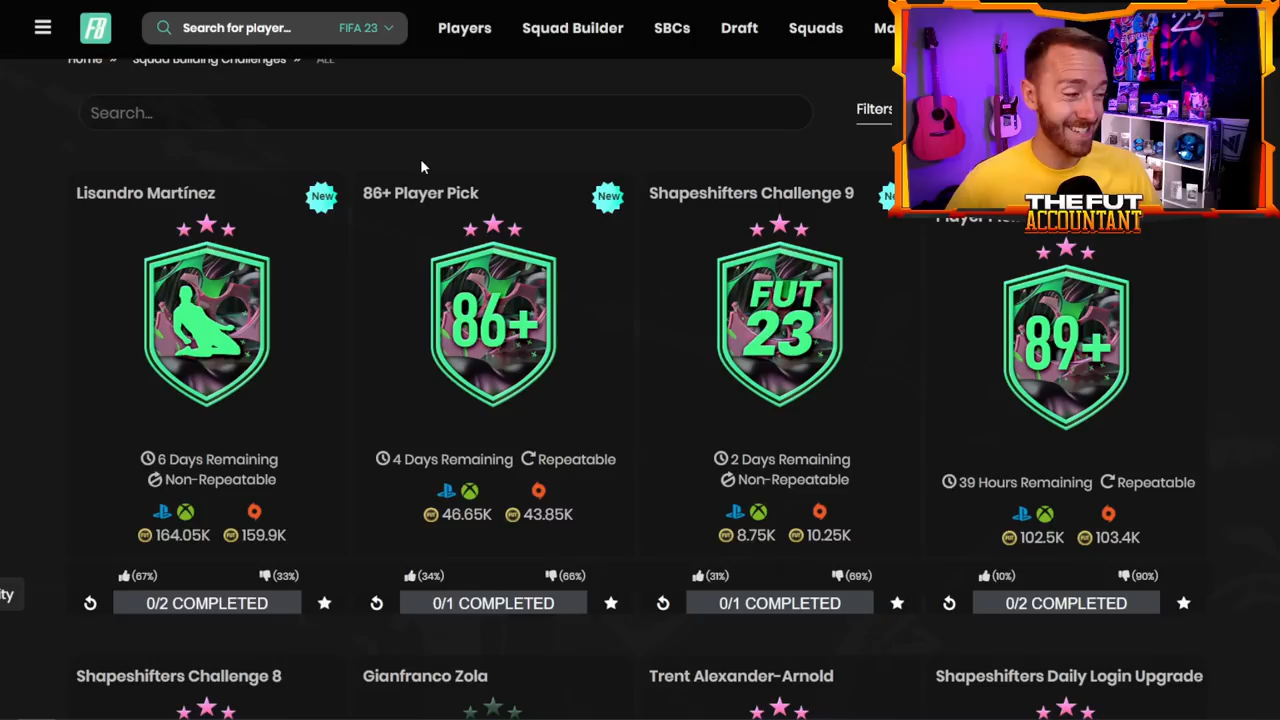 FB
Search for player...
FIFA 23
Players
Squad Builder
SBCs
Draft
Squads
Home » Squad Building Challenges » ALL
Search...
Filters
THE FUT
ACCOUNTANT
Lisandro Martínez
New
86+ Player Pick
New
Shapeshifters Challenge 9
86+
FUT
23
89+
6 Days Remaining
Non-Repeatable
164.05K
159.9K
4 Days Remaining
Repeatable
46.65K
43.85K
2 Days Remaining
Non-Repeatable
8.75K
10.25K
39 Hours Remaining
Repeatable
102.5K
103.4K
(67%)
(33%)
(34%)
(66%)
(31%)
(69%)
(10%)
(90%)
ity
0/2 COMPLETED
0/1 COMPLETED
0/1 COMPLETED
0/2 COMPLETED
Shapeshifters Challenge 8
Gianfranco Zola
Trent Alexander-Arnold
Shapeshifters Daily Login Upgrade